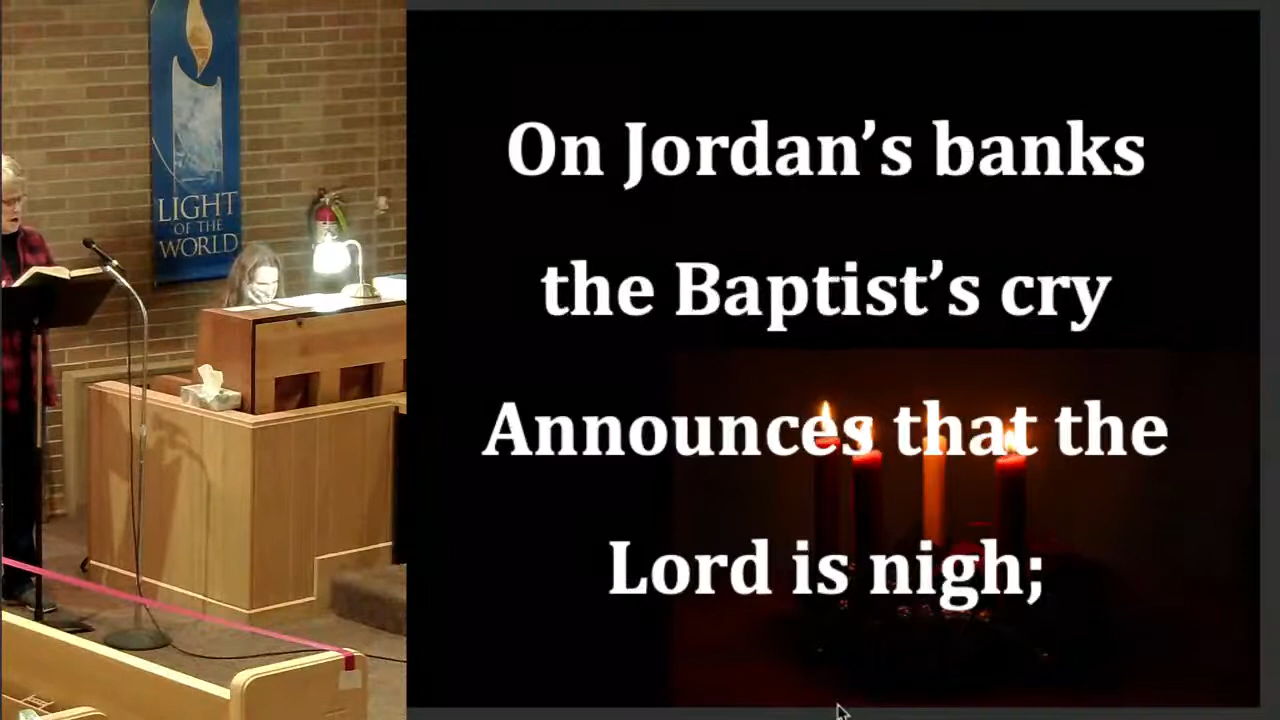 LIGHT
OF THE
WORLD
On Jordan’s banks
the Baptist’s cry
Announces that the
Lord is nigh;